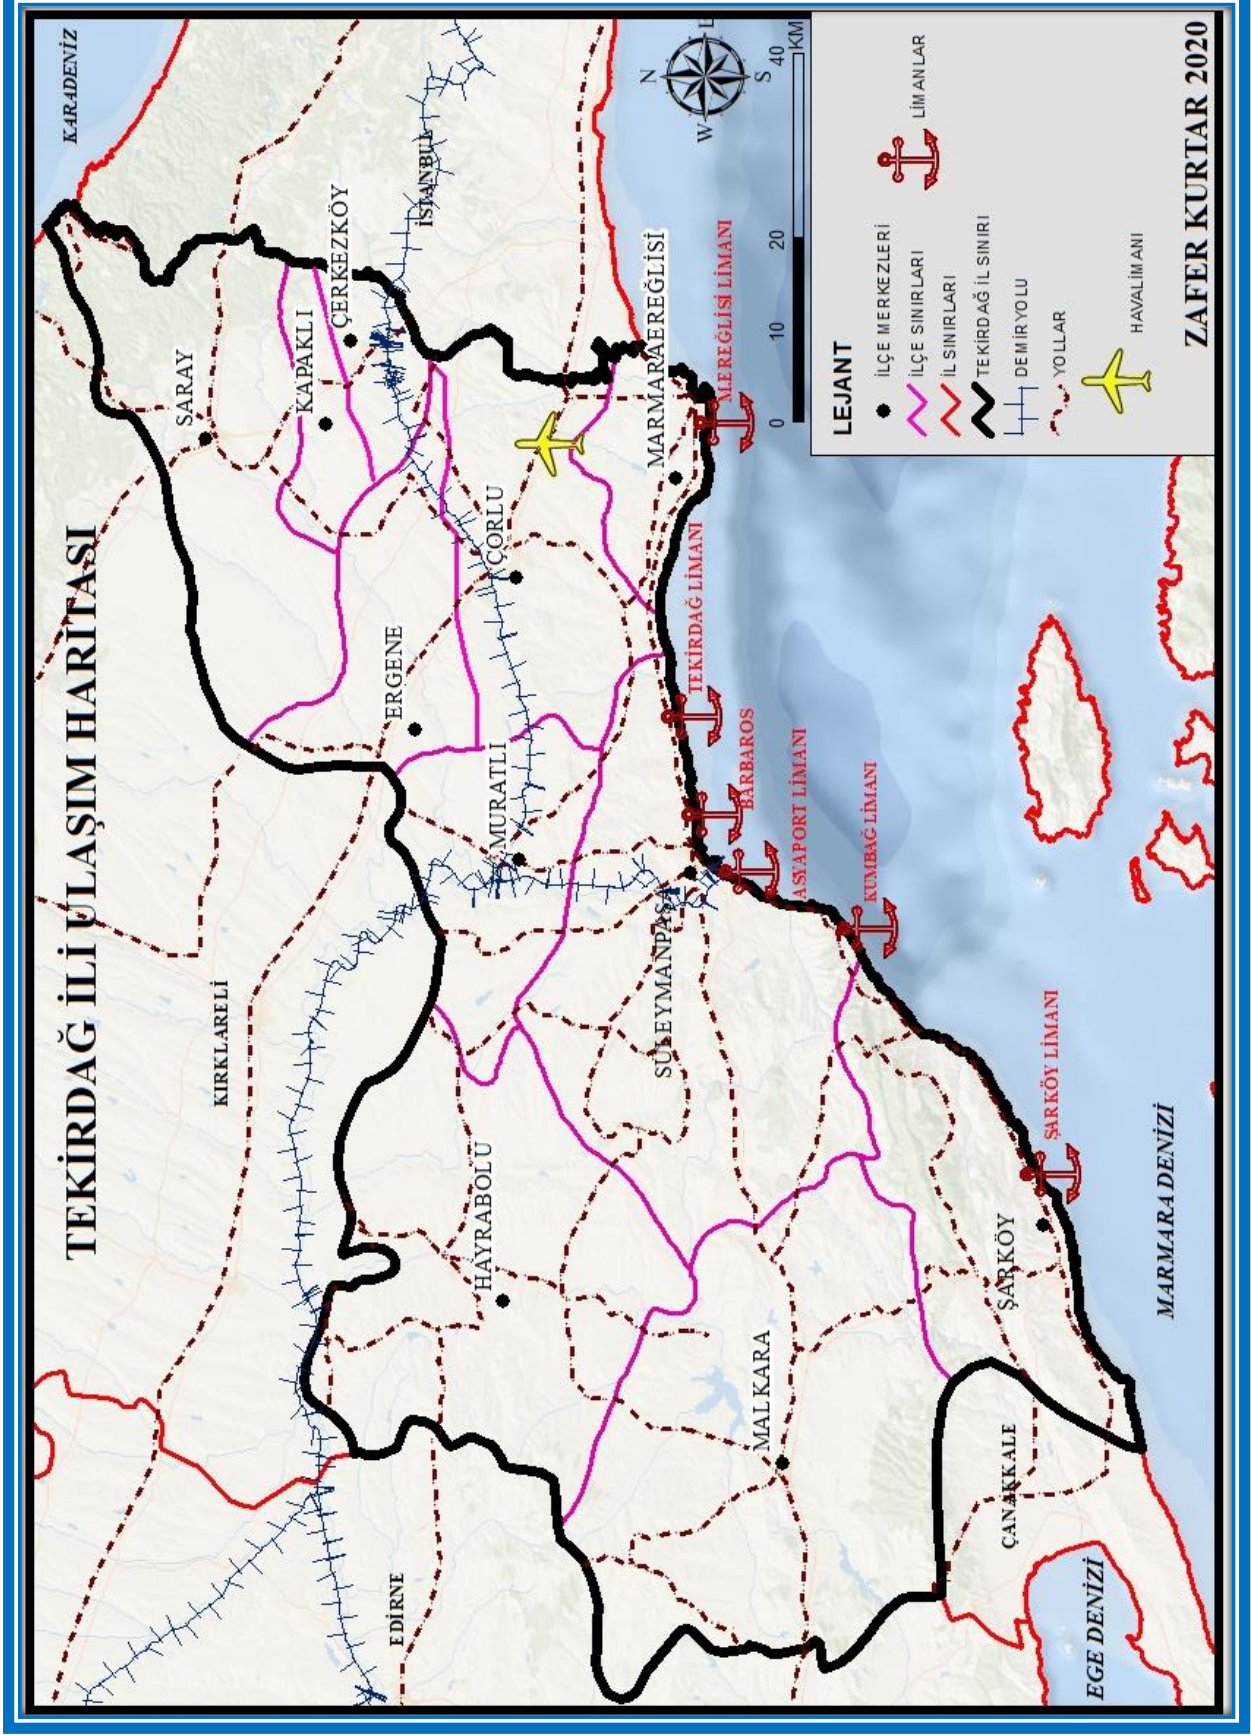 TEKİRDAĞ İLİ ULAŞIM HARİTASI
KARADENİZ
KIRKLARELİ
SARAY
KAPAKLI
ÇERKEZKÖY
İSTANBUL
ERGENE
ÇORLU
MURATLI
HAYRABOLU
EDİRNE
MARMARAEREĞLİSİ
M.EREĞLİSİ LİMANI
TEKİRDAĞ LİMANI
BARBAROS
ASYAPORT LİMANI
KUMBAĞ LİMANI
SÜLEYMANPAŞA
MALKARA
ŞARKÖY
ŞARKÖY LİMANI
ÇANAKKALE
EGE DENİZİ
MARMARA DENİZİ
N
W
E
S
0 10 20 40
KM
LEJANT
İLÇE MERKEZLERİ
İLÇE SINIRLARI
İL SINIRLARI
TEKİRDAĞ İL SINIRI
DEMİRYOLU
YOLLAR
HAVALİMANI
LİMANLAR
ZAFER KURTAR 2020